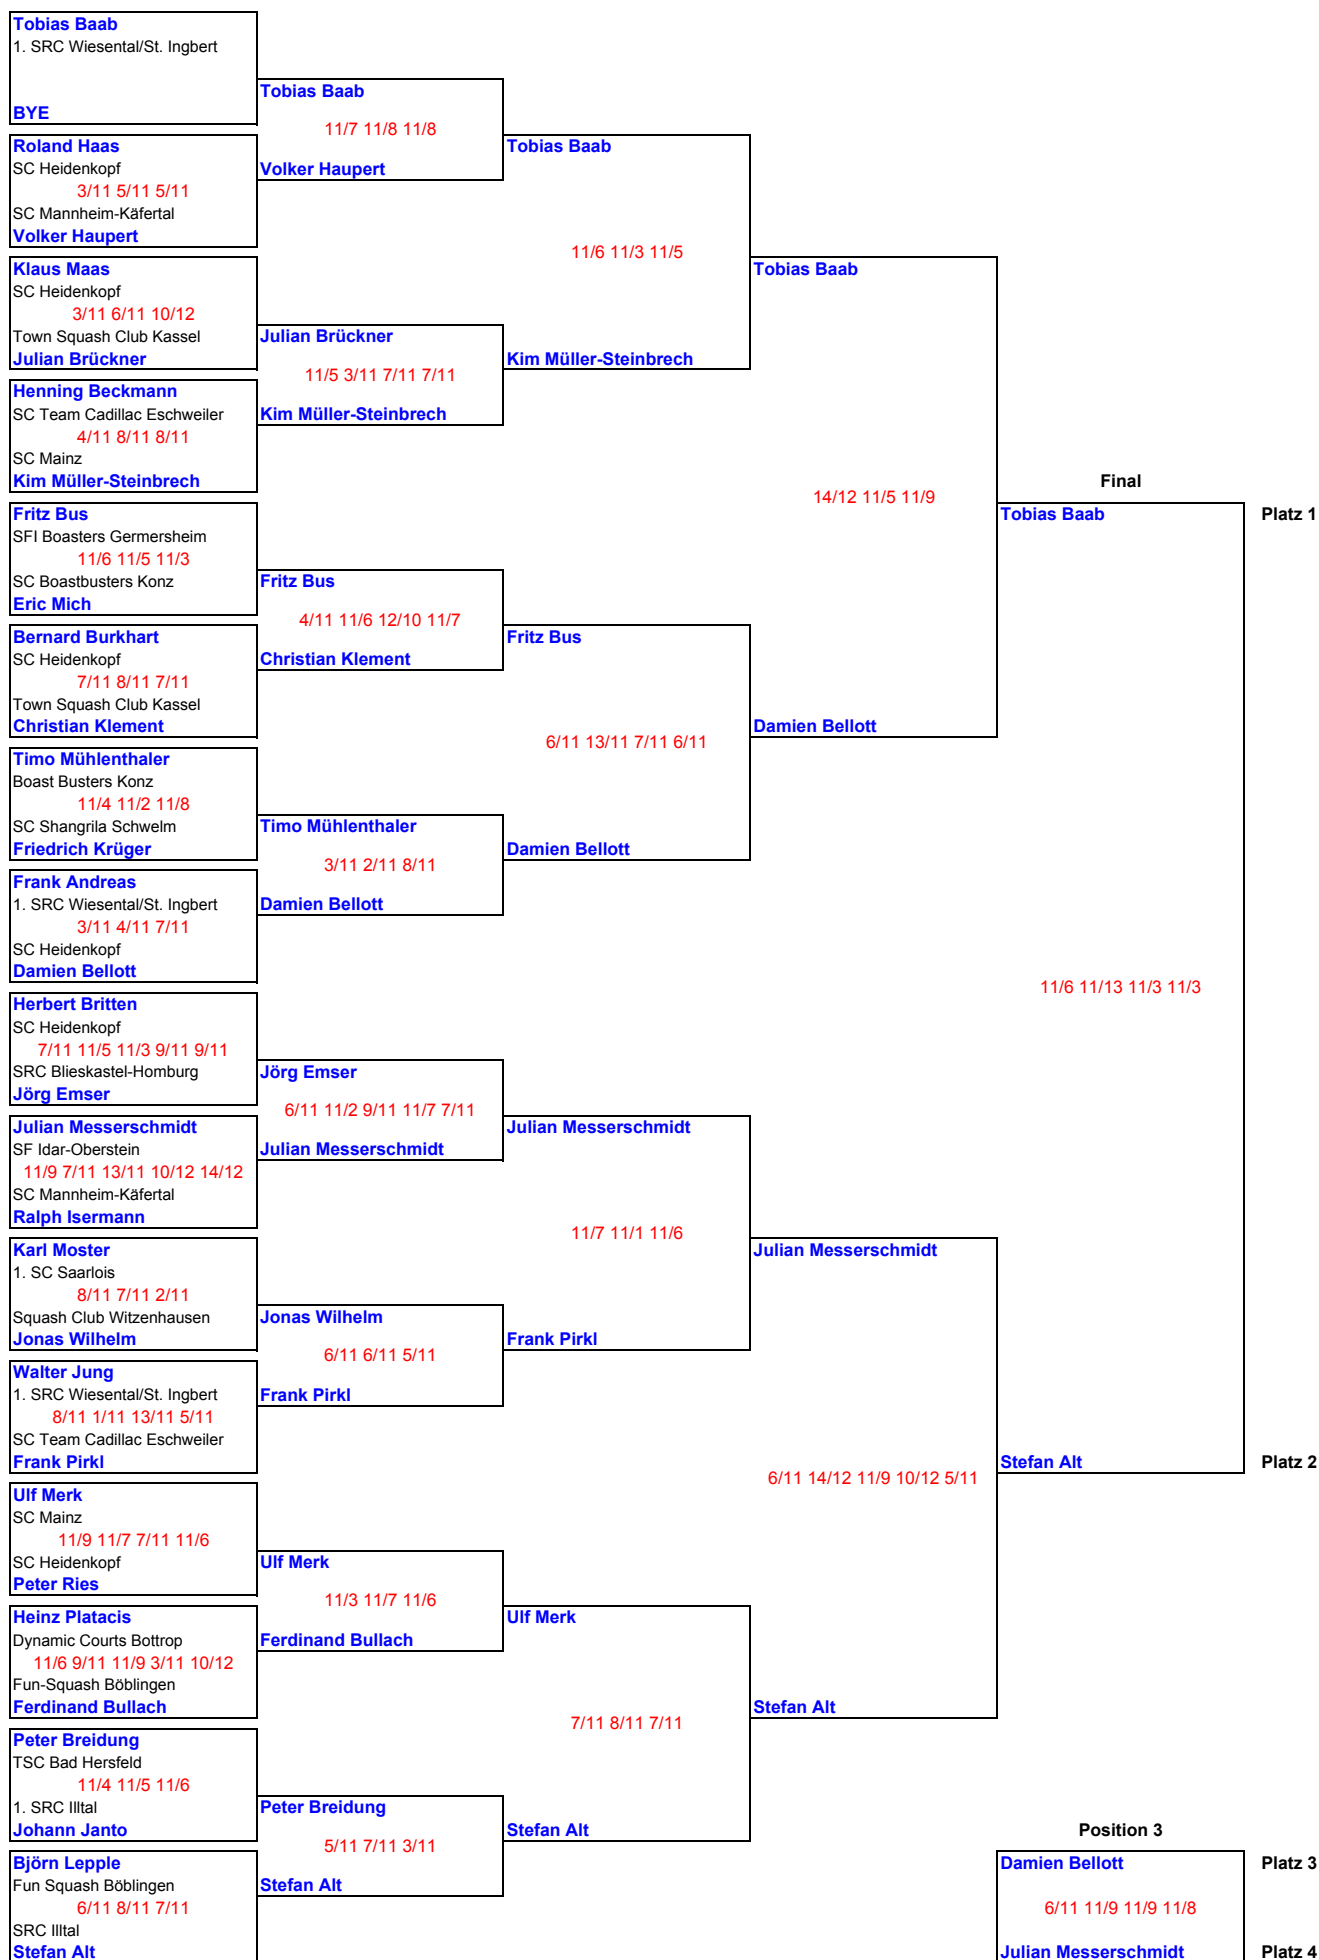 Tobias Baab
1. SRC Wiesental/St. Ingbert
BYE
Roland Haas
SC Heidenkopf
3/11 5/11 5/11
SC Mannheim-Käfertal
Volker Haupert
Klaus Maas
SC Heidenkopf
3/11 6/11 10/12
Town Squash Club Kassel
Julian Brückner
Henning Beckmann
SC Team Cadillac Eschweiler
4/11 8/11 8/11
SC Mainz
Kim Müller-Steinbrech
Fritz Bus
SFI Boasters Germersheim
11/6 11/5 11/3
SC Boastbusters Konz
Eric Mich
Bernard Burkhart
SC Heidenkopf
7/11 8/11 7/11
Town Squash Club Kassel
Christian Klement
Timo Mühlenthaler
Boast Busters Konz
11/4 11/2 11/8
SC Shangrila Schwelm
Friedrich Krüger
Frank Andreas
1. SRC Wiesental/St. Ingbert
3/11 4/11 7/11
SC Heidenkopf
Damien Bellott
Herbert Britten
SC Heidenkopf
7/11 11/5 11/3 9/11 9/11
SRC Blieskastel-Homburg
Jörg Emser
Julian Messerschmidt
SF Idar-Oberstein
11/9 7/11 13/11 10/12 14/12
SC Mannheim-Käfertal
Ralph Isermann
Karl Moster
1. SC Saarlois
8/11 7/11 2/11
Squash Club Witzenhausen
Jonas Wilhelm
Walter Jung
1. SRC Wiesental/St. Ingbert
8/11 1/11 13/11 5/11
SC Team Cadillac Eschweiler
Frank Pirkl
Ulf Merk
SC Mainz
11/9 11/7 7/11 11/6
SC Heidenkopf
Peter Ries
Heinz Platacis
Dynamic Courts Bottrop
11/6 9/11 11/9 3/11 10/12
Fun-Squash Böblingen
Ferdinand Bullach
Peter Breidung
TSC Bad Hersfeld
11/4 11/5 11/6
1. SRC Illtal
Johann Janto
Björn Lepple
Fun Squash Böblingen
6/11 8/11 7/11
SRC Illtal
Stefan Alt
Tobias Baab
11/7 11/8 11/8
Volker Haupert
Julian Brückner
11/5 3/11 7/11 7/11
Kim Müller-Steinbrech
Fritz Bus
4/11 11/6 12/10 11/7
Christian Klement
Timo Mühlenthaler
3/11 2/11 8/11
Damien Bellott
Jörg Emser
6/11 11/2 9/11 11/7 7/11
Julian Messerschmidt
Jonas Wilhelm
6/11 6/11 5/11
Frank Pirkl
Ulf Merk
11/3 11/7 11/6
Ferdinand Bullach
Peter Breidung
5/11 7/11 3/11
Stefan Alt
Tobias Baab
11/6 11/3 11/5
Kim Müller-Steinbrech
Fritz Bus
6/11 13/11 7/11 6/11
Damien Bellott
Julian Messerschmidt
11/7 11/1 11/6
Frank Pirkl
Ulf Merk
7/11 8/11 7/11
Stefan Alt
Tobias Baab
14/12 11/5 11/9
Damien Bellott
Julian Messerschmidt
6/11 14/12 11/9 10/12 5/11
Stefan Alt
Final
Tobias Baab
Platz 1
11/6 11/13 11/3 11/3
Stefan Alt
Platz 2
Position 3
Damien Bellott
Platz 3
6/11 11/9 11/9 11/8
Julian Messerschmidt
Platz 4